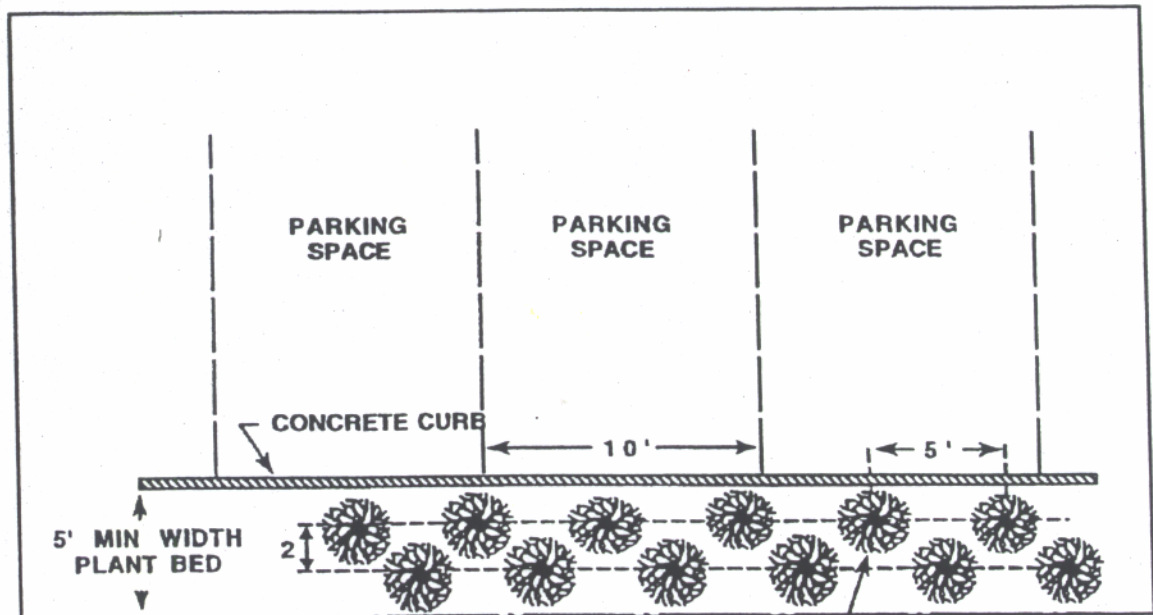 PARKING
SPACE
PARKING
SPACE
PARKING
SPACE
CONCRETE CURB
10'
5'
5' MIN WIDTH
PLANT BED
2